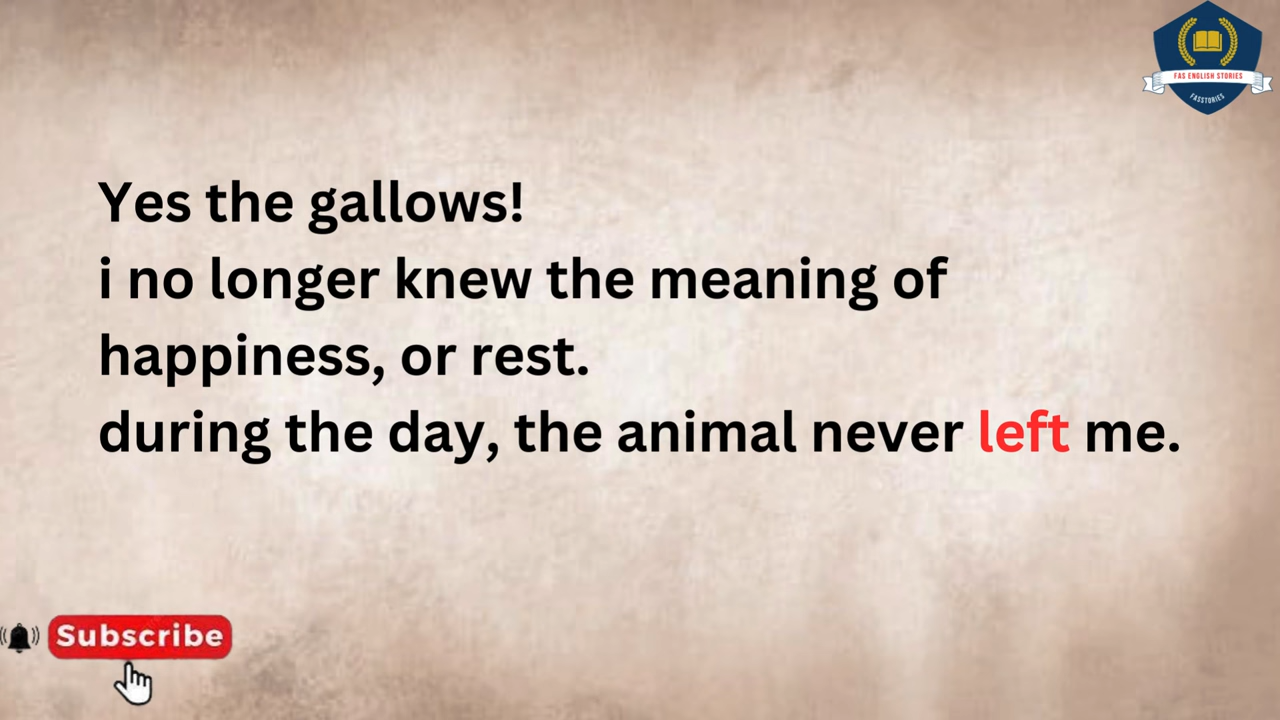 FAS ENGLISH STORIES
FASSTORIES
Yes the gallows!
i no longer knew the meaning of
happiness, or rest.
during the day, the animal never left me.
Subscribe